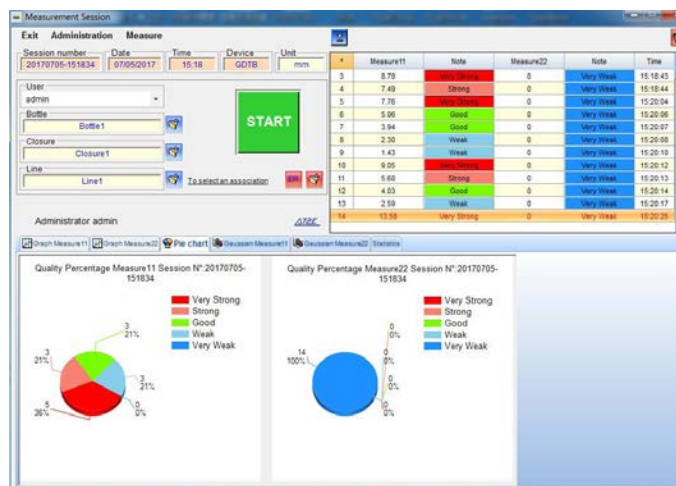 Measurement Session
Exit Administration Measure
Session number Date Time Device Unit
20170705-151834 07/05/2017 15:18 GDTB mm
User
admin
Bottle
Bottle1
START
Closure
Closure1
Line
Line1 To select an association
Administrator admin
* Measure11 Note Measure22 Note Time
3 8.78 Very Strong 0 Very Weak 15:18:43
4 7.49 Strong 0 Very Weak 15:18:44
5 7.76 Very Strong 0 Very Weak 15:20:04
6 5.06 Good 0 Very Weak 15:20:06
7 3.94 Good 0 Very Weak 15:20:07
8 2.30 Weak 0 Very Weak 15:20:08
9 1.43 Weak 0 Very Weak 15:20:10
10 9.05 Very Strong 0 Very Weak 15:20:12
11 5.68 Strong 0 Very Weak 15:20:13
12 4.03 Good 0 Very Weak 15:20:14
13 2.59 Weak 0 Very Weak 15:20:17
14 13.58 Very Strong 0 Very Weak 15:20:25
Graph Measure11 Graph Measure22 Pie chart Gaussian Measure11 Gaussian Measure22 Statistics
Quality Percentage Measure11 Session N°:20170705-
151834
Very Strong
Strong
Good
Weak
Very Weak
3
21%
3
21%
3
21%
0
0%
5
36%
Quality Percentage Measure22 Session N°:20170705-
151834
Very Strong
Strong
Good
Weak
Very Weak
14
100%
0
0%
0
0%
0
0%
0
0%